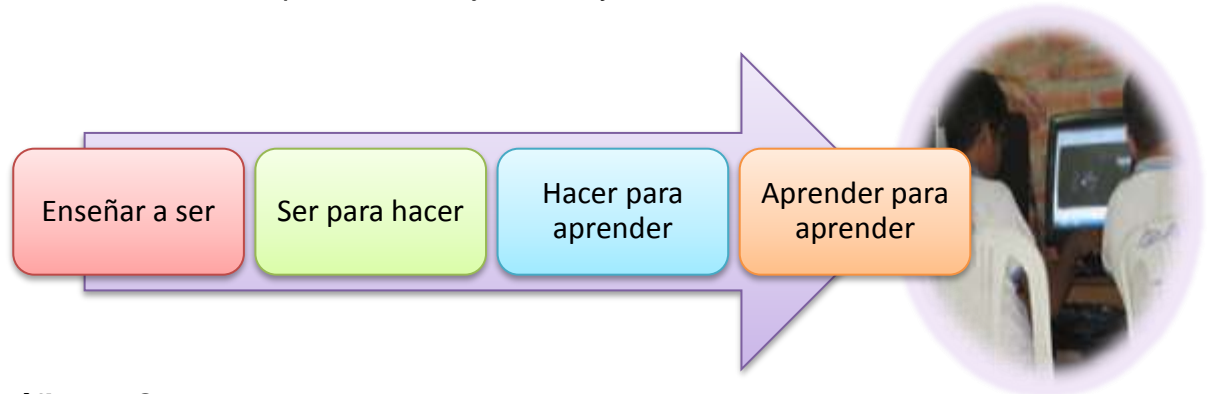 Enseñar a ser
Ser para hacer
Hacer para
aprender
Aprender para
aprender